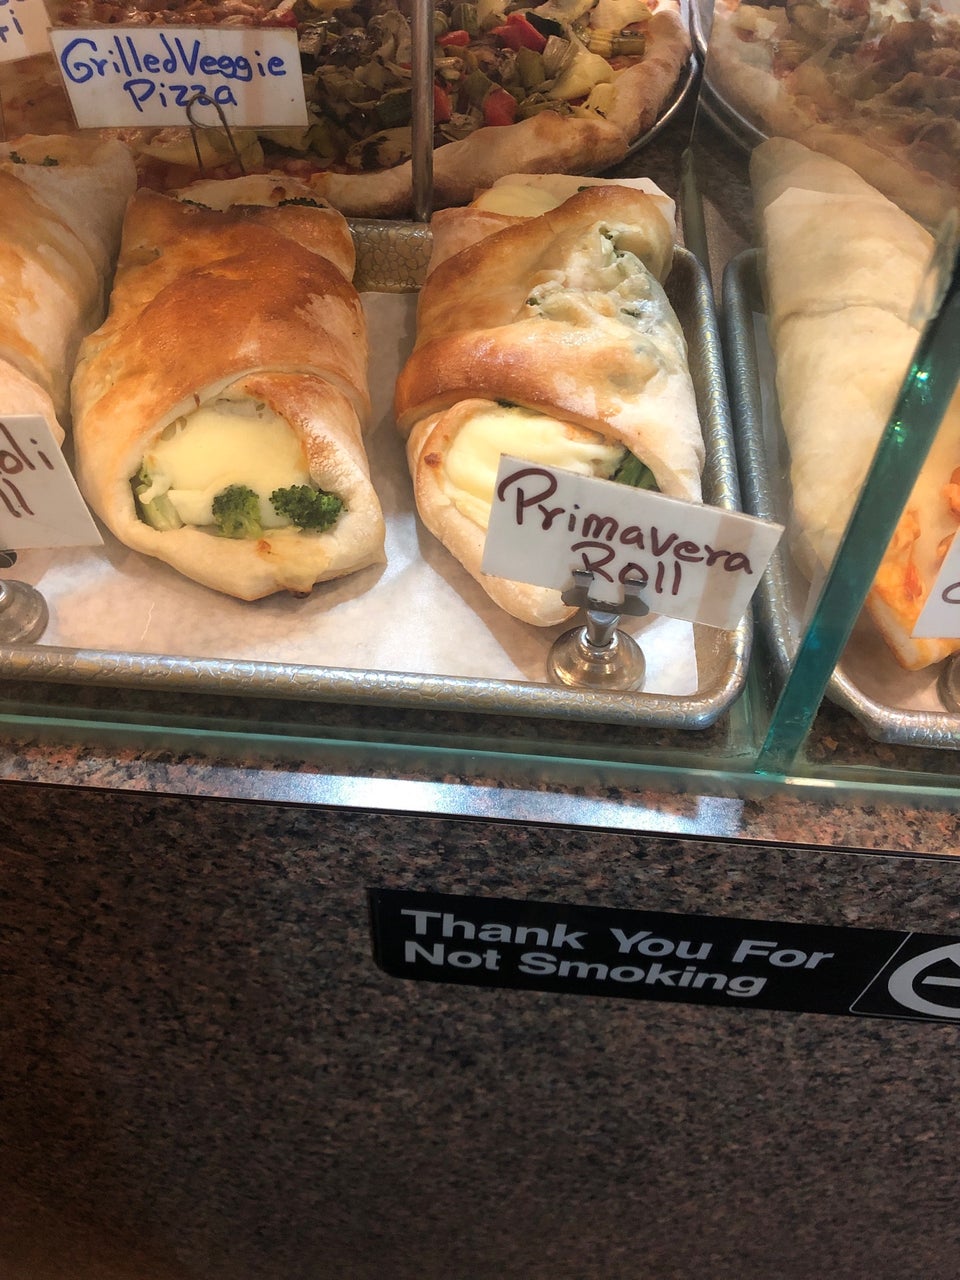 Grilled Veggie
Pizza
Primavera
Roll
Thank You For
Not Smoking